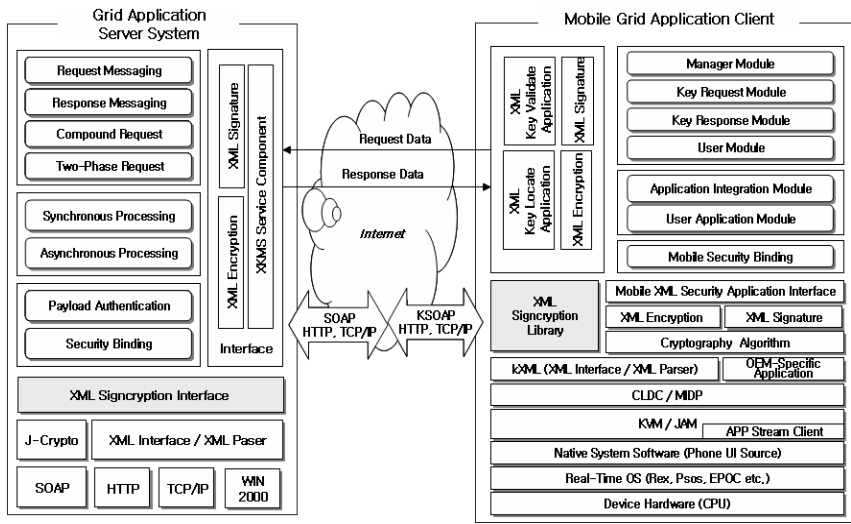 Grid Application
Server System
Request Messaging
Response Messaging
Compound Request
Two-Phase Request
Synchronous Processing
Asynchronous Processing
Payload Authentication
Security Binding
XML Signature
XML Encryption
XKMS Service Component
Interface
XML Signcryption Interface
J-Crypto
XML Interface / XML Paser
SOAP
HTTP
TCP/IP
WIN
2000
Request Data
Response Data
Internet
SOAP
HTTP, TCP/IP
KSOAP
HTTP, TCP/IP
Mobile Grid Application Client
XML
Key Validate
Application
XML Signature
XML
Key Locate
Application
XML Encryption
Manager Module
Key Request Module
Key Response Module
User Module
Application Integration Module
User Application Module
Mobile Security Binding
XML
Signcryption
Library
Mobile XML Security Application Interface
XML Encryption
XML Signature
Cryptography Algorithm
kXML (XML Interface / XML Parser)
OEM-Specific
Application
CLDC / MIDP
KVM / JAM
APP Stream Client
Native System Software (Phone UI Source)
Real-Time OS (Rex, Psos, EPOC etc.)
Device Hardware (CPU)